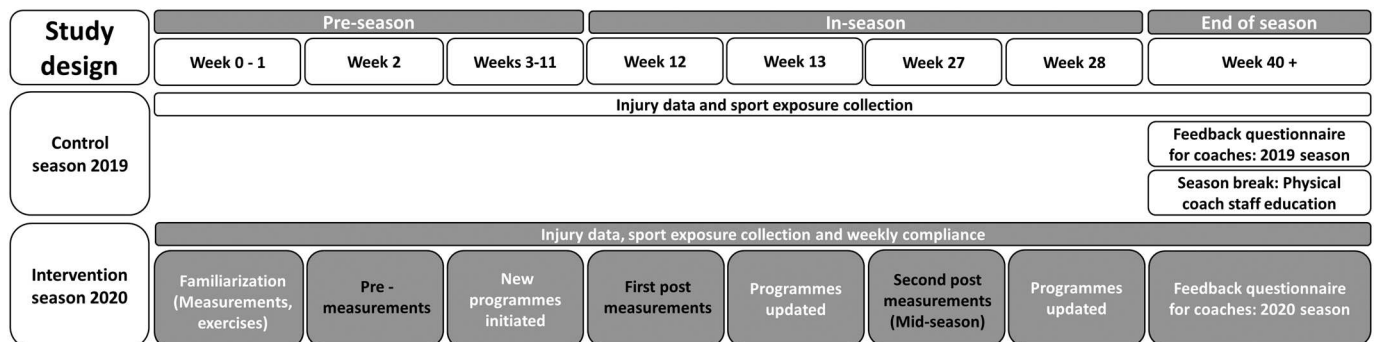 Study
design
Pre-season
In-season
End of season
Week 0 - 1
Week 2
Weeks 3-11
Week 12
Week 13
Week 27
Week 28
Week 40 +
Control
season 2019
Injury data and sport exposure collection
Feedback questionnaire
for coaches: 2019 season
Season break: Physical
coach staff education
Intervention
season 2020
Injury data, sport exposure collection and weekly compliance
Familiarization
(Measurements,
exercises)
Pre -
measurements
New
programmes
initiated
First post
measurements
Programmes
updated
Second post
measurements
(Mid-season)
Programmes
updated
Feedback questionnaire
for coaches: 2020 season